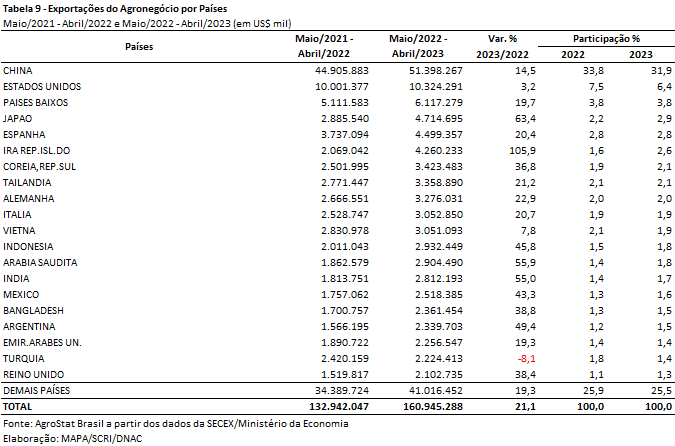 Tabela 9 - Exportações do Agronegócio por Países
Maio/2021 - Abril/2022 e Maio/2022 - Abril/2023 (em US$ mil)
Países Maio/2021 - Abril/2022 Maio/2022 - Abril/2023 Var. % 2023/2022 Participação % 2022 2023
CHINA 44.905.883 51.398.267 14,5 33,8 31,9
ESTADOS UNIDOS 10.001.377 10.324.291 3,2 7,5 6,4
PAISES BAIXOS 5.111.583 6.117.279 19,7 3,8 3,8
JAPAO 2.885.540 4.714.695 63,4 2,2 2,9
ESPANHA 3.737.094 4.499.357 20,4 2,8 2,8
IRA REP.ISL.DO 2.069.042 4.260.233 105,9 1,6 2,6
COREIA,REP.SUL 2.501.995 3.423.483 36,8 1,9 2,1
TAILANDIA 2.771.447 3.358.890 21,2 2,1 2,1
ALEMANHA 2.666.551 3.276.031 22,9 2,0 2,0
ITALIA 2.528.747 3.052.850 20,7 1,9 1,9
VIETNA 2.830.978 3.051.093 7,8 2,1 1,9
INDONESIA 2.011.043 2.932.449 45,8 1,5 1,8
ARABIA SAUDITA 1.862.579 2.904.490 55,9 1,4 1,8
INDIA 1.813.751 2.812.193 55,0 1,4 1,7
MEXICO 1.757.062 2.518.385 43,3 1,3 1,6
BANGLADESH 1.700.757 2.361.454 38,8 1,3 1,5
ARGENTINA 1.566.195 2.339.703 49,4 1,2 1,5
EMIR.ARABES UN. 1.890.722 2.256.547 19,3 1,4 1,4
TURQUIA 2.420.159 2.224.413 -8,1 1,8 1,4
REINO UNIDO 1.519.817 2.102.735 38,4 1,1 1,3
DEMAIS PAÍSES 34.389.724 41.016.452 19,3 25,9 25,5
TOTAL 132.942.047 160.945.288 21,1 100,0 100,0
Fonte: AgroStat Brasil a partir dos dados da SECEX/Ministério da Economia
Elaboração: MAPA/SCRI/DNAC